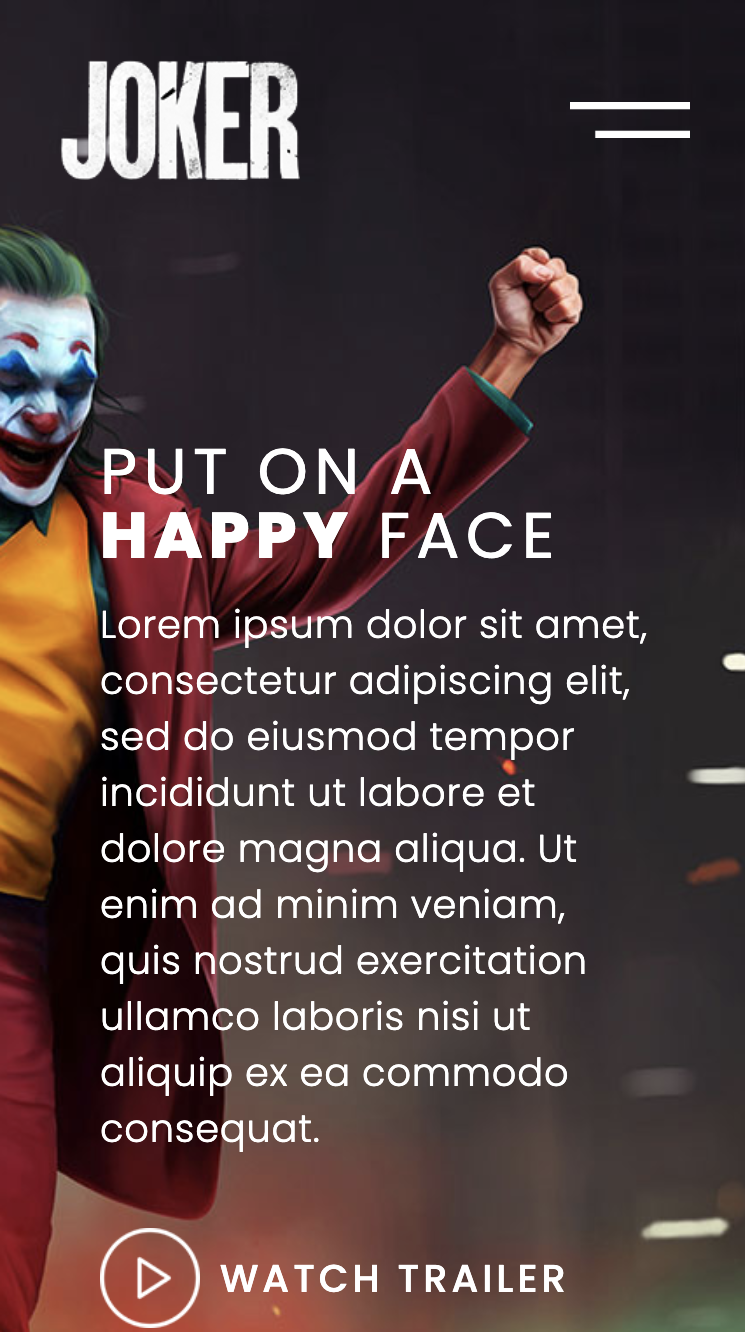 JOKER
PUT ON A
HAPPY FACE
Lorem ipsum dolor sit amet,
consectetur adipiscing elit,
sed do eiusmod tempor
incididunt ut labore et
dolore magna aliqua. Ut
enim ad minim veniam,
quis nostrud exercitation
ullamco laboris nisi ut
aliquip ex ea commodo
consequat.
WATCH TRAILER